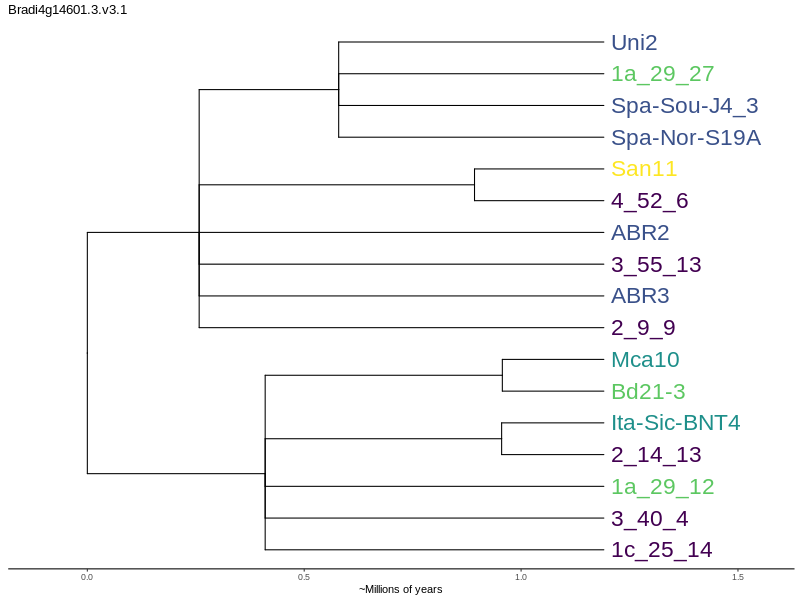 Bradi4g14601.3.v3.1
Uni2
1a_29_27
Spa-Sou-J4_3
Spa-Nor-S19A
San11
4_52_6
ABR2
3_55_13
ABR3
2_9_9
Mca10
Bd21-3
Ita-Sic-BNT4
2_14_13
1a_29_12
3_40_4
1c_25_14
0.0 0.5 1.0 1.5
~Millions of years